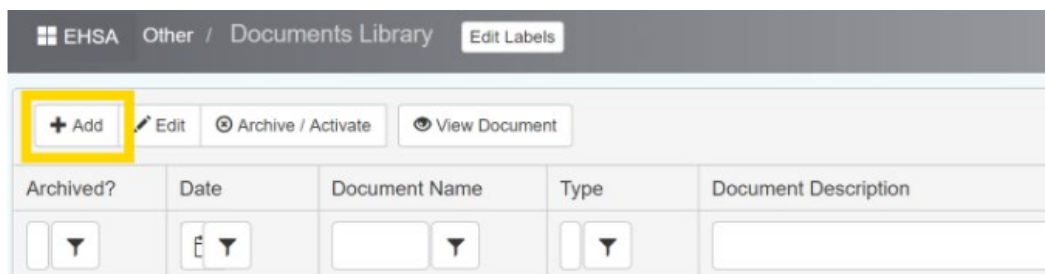 EHSA Other / Documents Library Edit Labels
Add Edit Archive / Activate View Document
Archived? Date Document Name Type Document Description